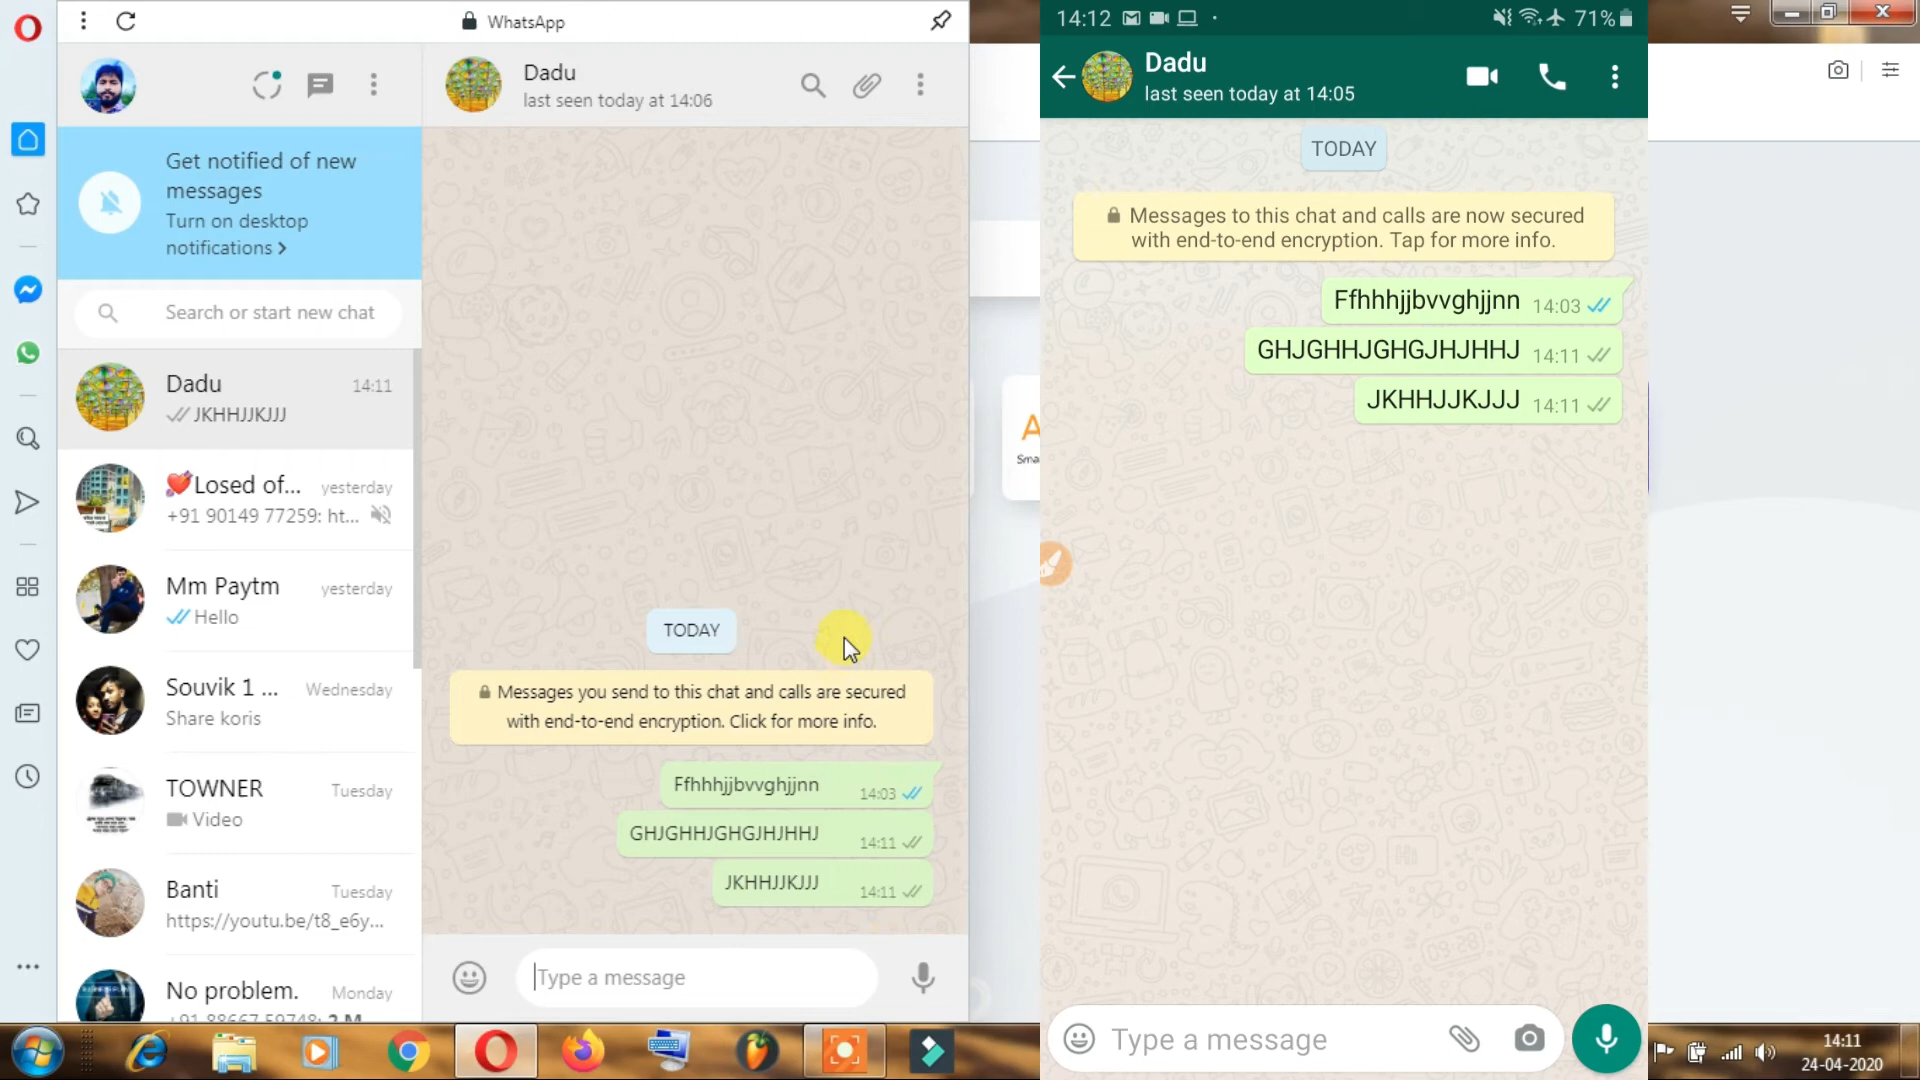 WhatsApp
Get notified of new
messages
Turn on desktop
notifications >
Search or start new chat
Dadu 14:11
JKHHJJKJJJ
💘Losed of... yesterday
+91 90149 77259: ht...
Mm Paytm yesterday
Hello
Souvik 1 ... Wednesday
Share koris
TOWNER Tuesday
Video
Banti Tuesday
https://youtu.be/t8_e6y...
No problem. Monday
Dadu
last seen today at 14:06
TODAY
Messages you send to this chat and calls are secured
with end-to-end encryption. Click for more info.
Ffhhhjjbvvghjjnn 14:03
GHJGHHJGHGJHJHHJ 14:11
JKHHJJKJJJ 14:11
Type a message
Sma
14:12 71%
Dadu
last seen today at 14:05
TODAY
Messages to this chat and calls are now secured
with end-to-end encryption. Tap for more info.
Ffhhhjjbvvghjjnn 14:03
GHJGHHJGHGJHJHHJ 14:11
JKHHJJKJJJ 14:11
Type a message
14:11
24-04-2020